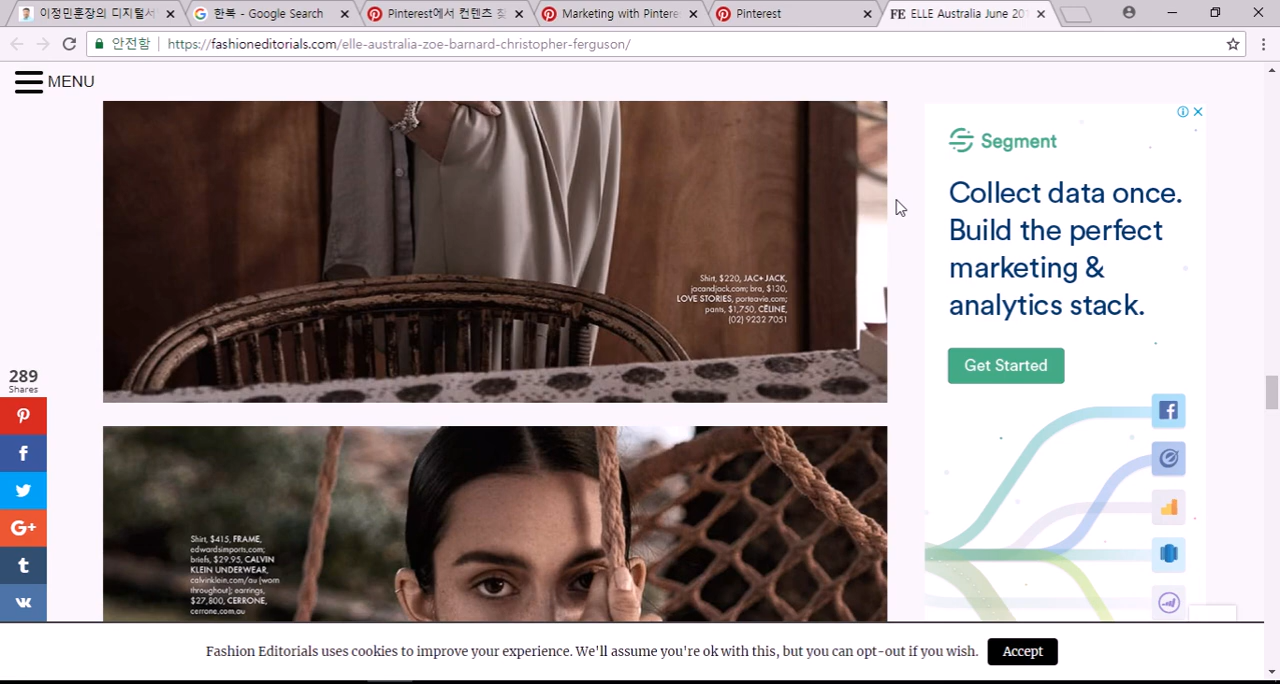 이정민훈장의 디지털서
한복 - Google Search
Pinterest에서 컨텐츠 찾
Marketing with Pintere
Pinterest
FE ELLE Australia June 201
안전함
https://fashioneditorials.com/elle-australia-zoe-barnard-christopher-ferguson/
MENU
Shirt, $220, JAC+ JACK,
jacandjack.com; bra, $130,
LOVE STORIES, porteavie.com;
pants, $1,750, CÉLINE,
(02) 9232 7051
Segment
Collect data once.
Build the perfect
marketing &
analytics stack.
Get Started
289
Shares
G+
Shirt, $415, FRAME,
edwardsimports.com;
briefs, $29.95, CALVIN
KLEIN UNDERWEAR,
calvinklein.com/au (worn
throughout); earrings,
$27,800, CERRONE,
cerrone.com.au
Fashion Editorials uses cookies to improve your experience. We'll assume you're ok with this, but you can opt-out if you wish.
Accept